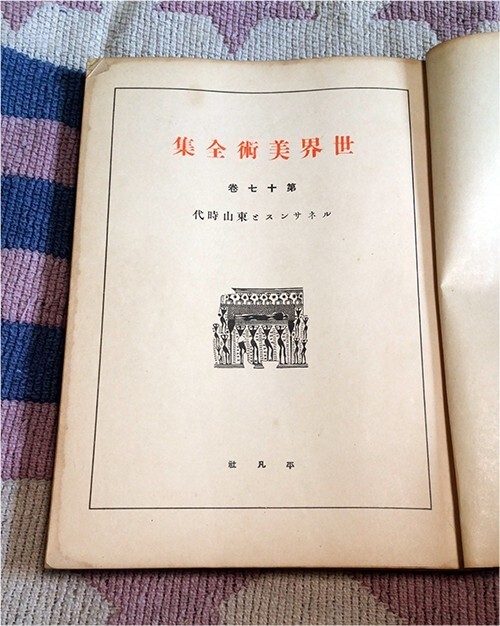 世界美術全集
第十七卷
ルネサンスと東山時代
平凡社